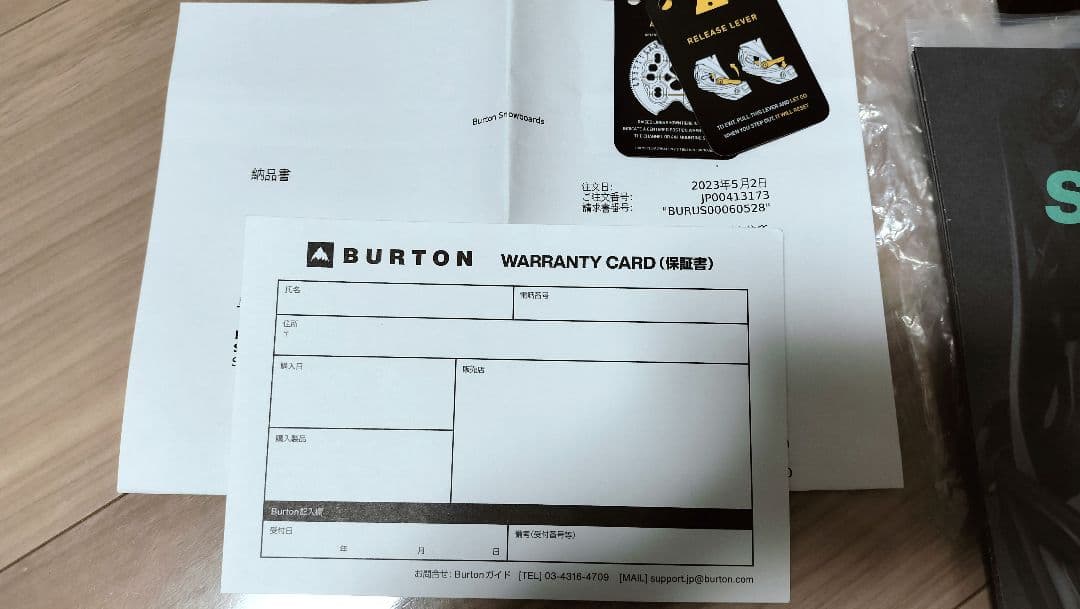 RELEASE LEVER
TO EXIT, PULL THIS LEVER AND LET GO
WHEN YOU STEP OUT, IT WILL RESET
Burton Snowboards
納品書
注文日: 2023年5月2日
ご注文番号: JP00413173
請求書番号: "BURUS00060528"
BURTON WARRANTY CARD (保証書)
氏名
電話番号
住所
〒
購入日
販売店
購入製品
Burton記入欄
受付日
年 月 日
備考(受付番号等)
お問合せ: Burtonガイド [TEL] 03-4316-4709 [MAIL] support.jp@burton.com
S